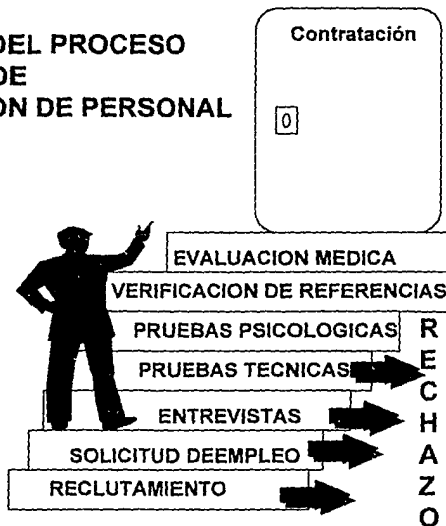 DEL PROCESO
DE
ON DE PERSONAL
Contratación
0
EVALUACION MEDICA
VERIFICACION DE REFERENCIAS
PRUEBAS PSICOLOGICAS
PRUEBAS TECNICAS
ENTREVISTAS
SOLICITUD DEEMPLEO
RECLUTAMIENTO
RECHAZO